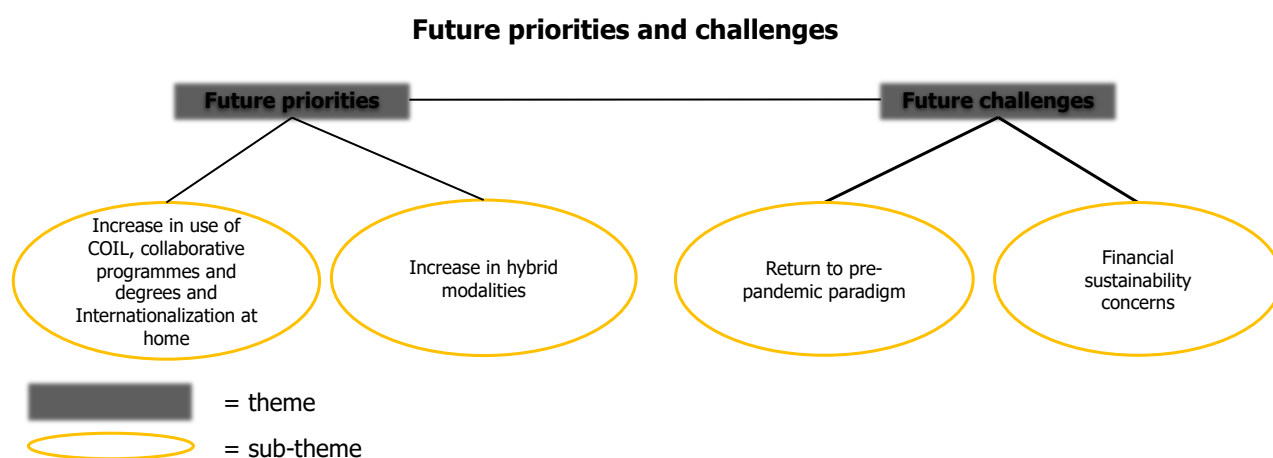 Future priorities and challenges
Future priorities
Future challenges
Increase in use of
COIL, collaborative
programmes and
degrees and
Internationalization at
home
Increase in hybrid
modalities
Return to pre-
pandemic paradigm
Financial
sustainability
concerns
= theme
= sub-theme